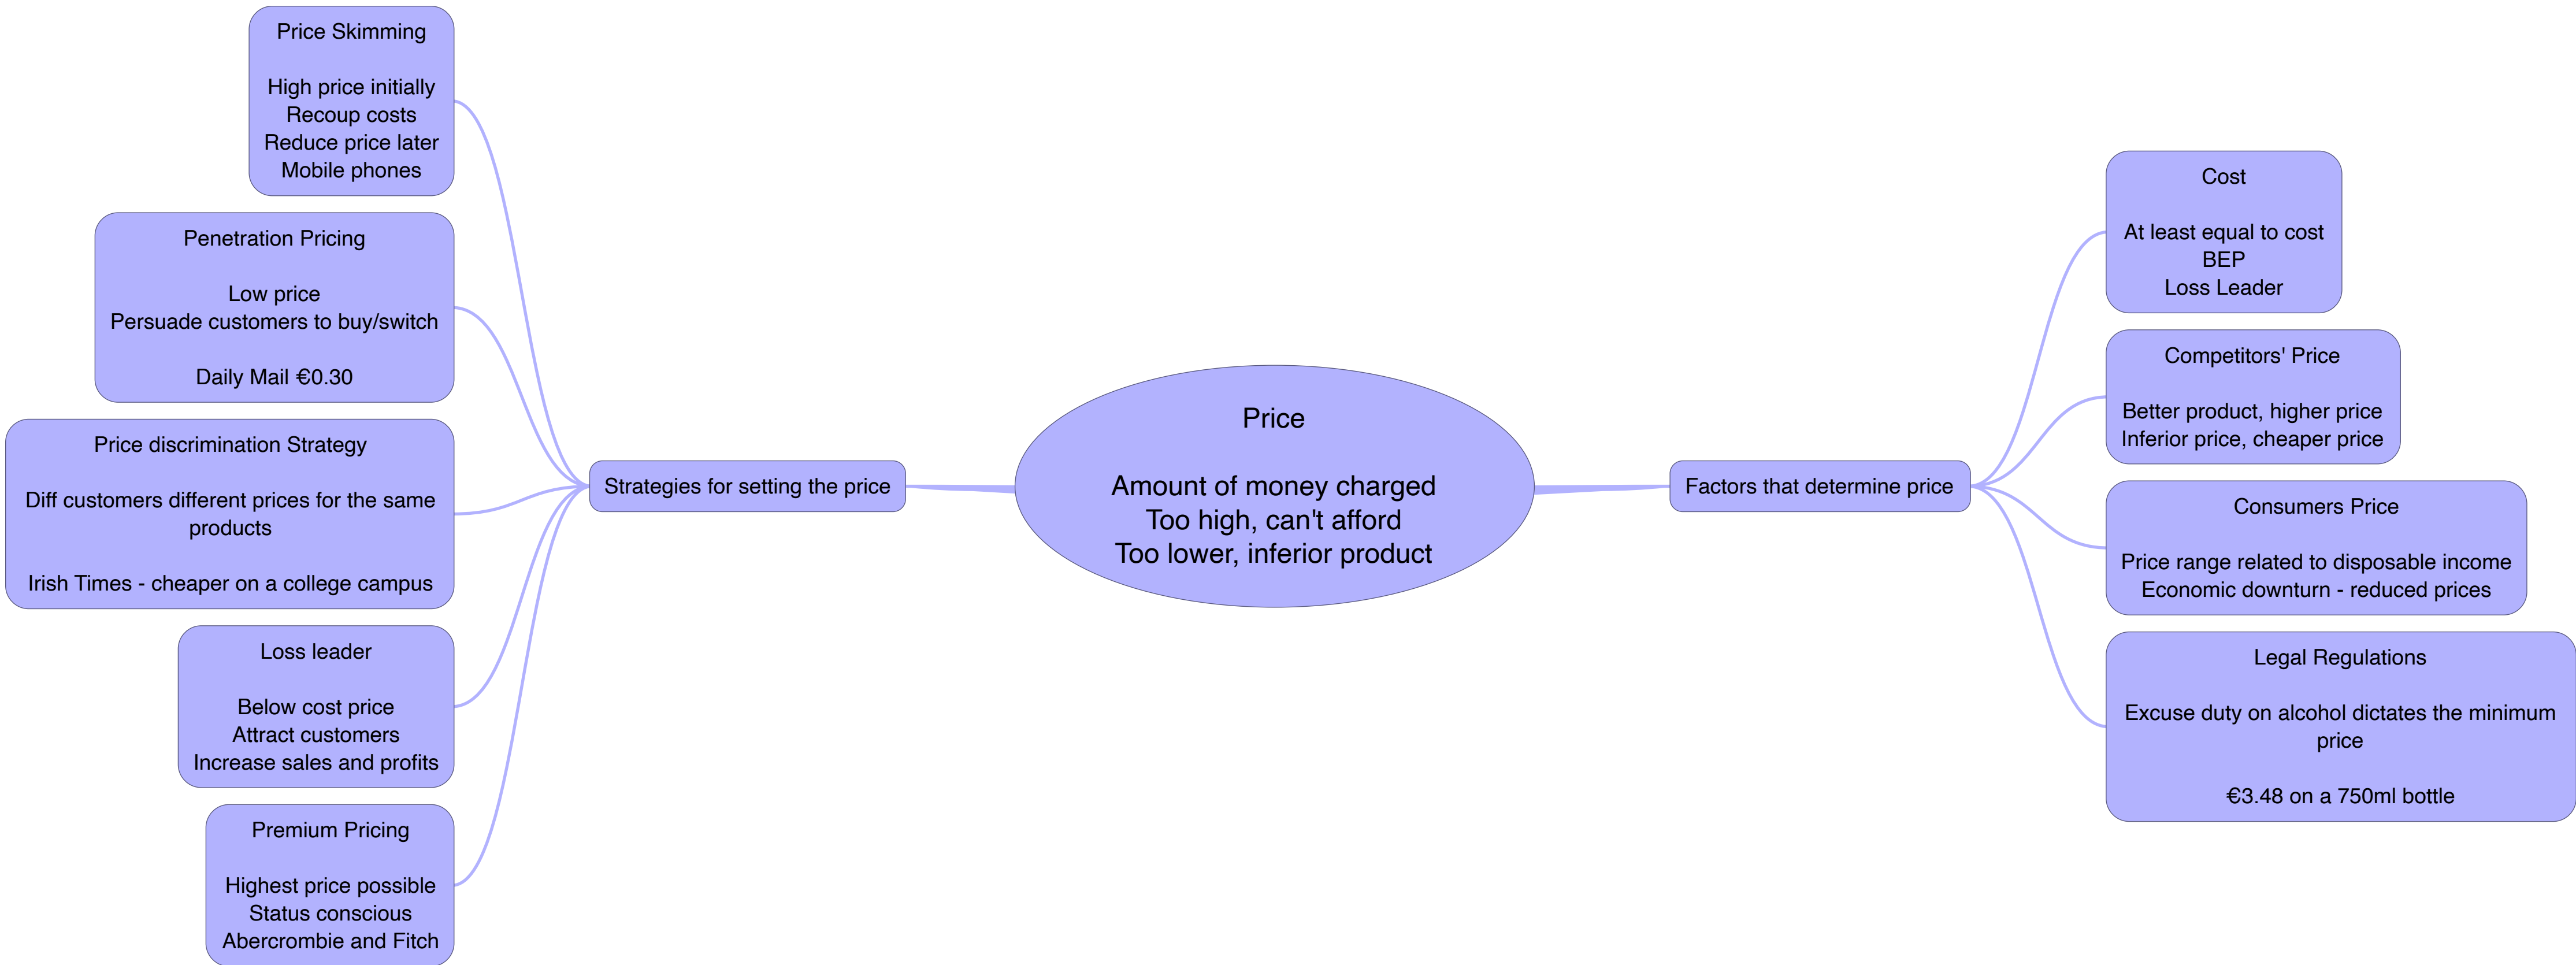 Price Skimming
High price initially
Recoup costs
Reduce price later
Mobile phones
Penetration Pricing
Low price
Persuade customers to buy/switch
Daily Mail €0.30
Price discrimination Strategy
Diff customers different prices for the same
products
Irish Times - cheaper on a college campus
Loss leader
Below cost price
Attract customers
Increase sales and profits
Premium Pricing
Highest price possible
Status conscious
Abercrombie and Fitch
Strategies for setting the price
Price
Amount of money charged
Too high, can't afford
Too lower, inferior product
Factors that determine price
Cost
At least equal to cost
BEP
Loss Leader
Competitors' Price
Better product, higher price
Inferior price, cheaper price
Consumers Price
Price range related to disposable income
Economic downturn - reduced prices
Legal Regulations
Excuse duty on alcohol dictates the minimum
price
€3.48 on a 750ml bottle